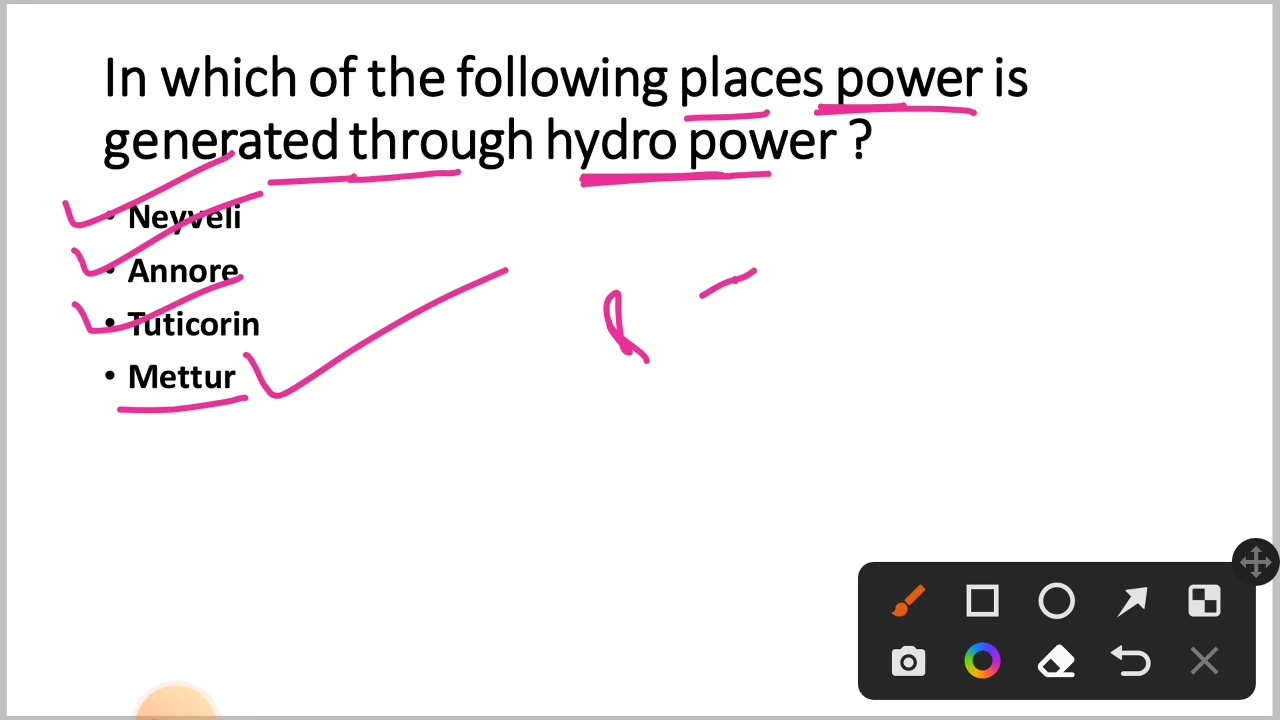 In which of the following places power is
generated through hydro power ?
• Neyveli
• Annore
• Tuticorin
• Mettur